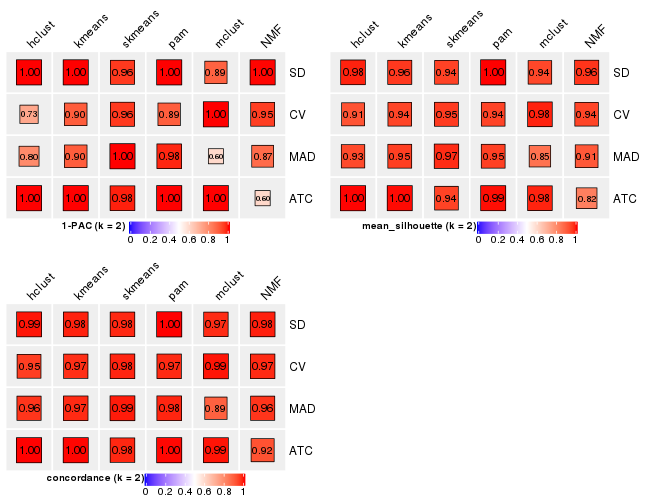 hclust kmeans skmeans pam mclust NMF
1.00 1.00 0.96 1.00 0.89 1.00 SD
0.73 0.90 0.96 0.89 1.00 0.95 CV
0.80 0.90 1.00 0.98 0.60 0.87 MAD
1.00 1.00 0.98 1.00 1.00 0.60 ATC
1-PAC (k = 2)
0 0.2 0.4 0.6 0.8 1
hclust kmeans skmeans pam mclust NMF
0.98 0.96 0.94 1.00 0.94 0.96 SD
0.91 0.94 0.95 0.94 0.98 0.94 CV
0.93 0.95 0.97 0.95 0.85 0.91 MAD
1.00 1.00 0.94 0.99 0.98 0.82 ATC
mean_silhouette (k = 2)
0 0.2 0.4 0.6 0.8 1
hclust kmeans skmeans pam mclust NMF
0.99 0.98 0.98 1.00 0.97 0.98 SD
0.95 0.97 0.98 0.97 0.99 0.97 CV
0.96 0.97 0.99 0.98 0.89 0.96 MAD
1.00 1.00 0.98 1.00 0.99 0.92 ATC
concordance (k = 2)
0 0.2 0.4 0.6 0.8 1